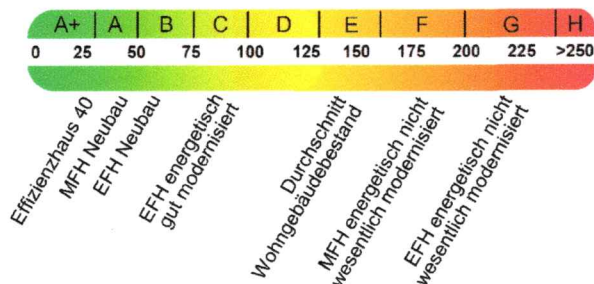 A+ A B C D E F G H
0 25 50 75 100 125 150 175 200 225 >250
Effizienzhaus 40
MFH Neubau
EFH Neubau
EFH energetisch
gut modernisiert
Durchschnitt
Wohngebäudebestand
MFH energetisch nicht
wesentlich modernisiert
EFH energetisch nicht
wesentlich modernisiert